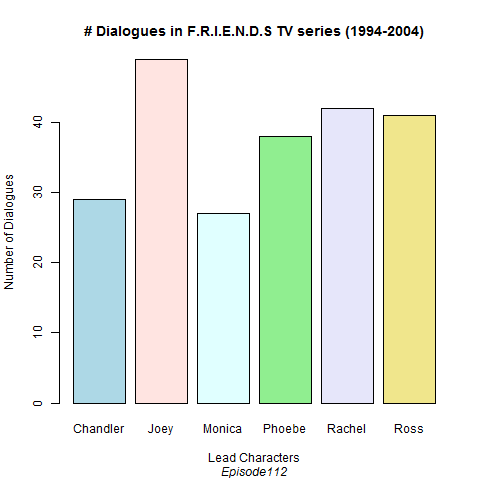 # Dialogues in F.R.I.E.N.D.S TV series (1994-2004)
Number of Dialogues
40
30
20
10
0
Chandler Joey Monica Phoebe Rachel Ross
Lead Characters
Episode112